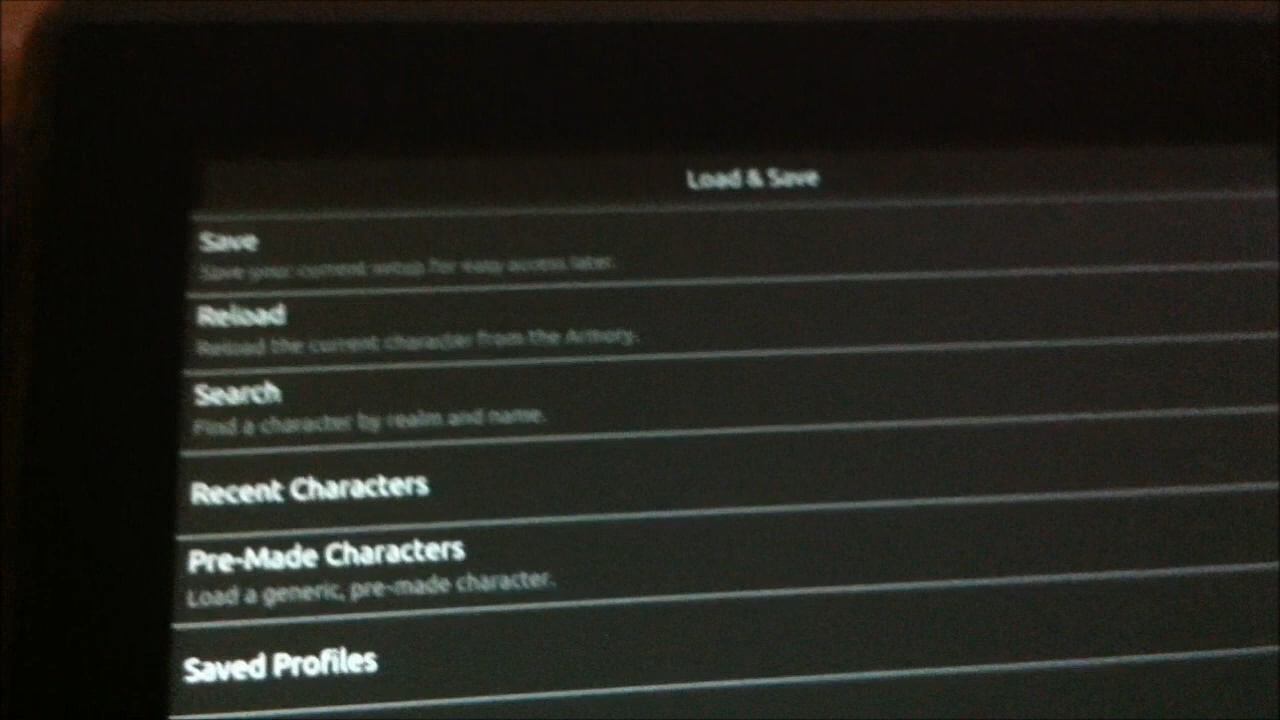 Load & Save
Save
Save your current setup for easy access later.
Reload
Reload the current character from the Armory.
Search
Find a character by realm and name.
Recent Characters
Pre-Made Characters
Load a generic, pre-made character.
Saved Profiles